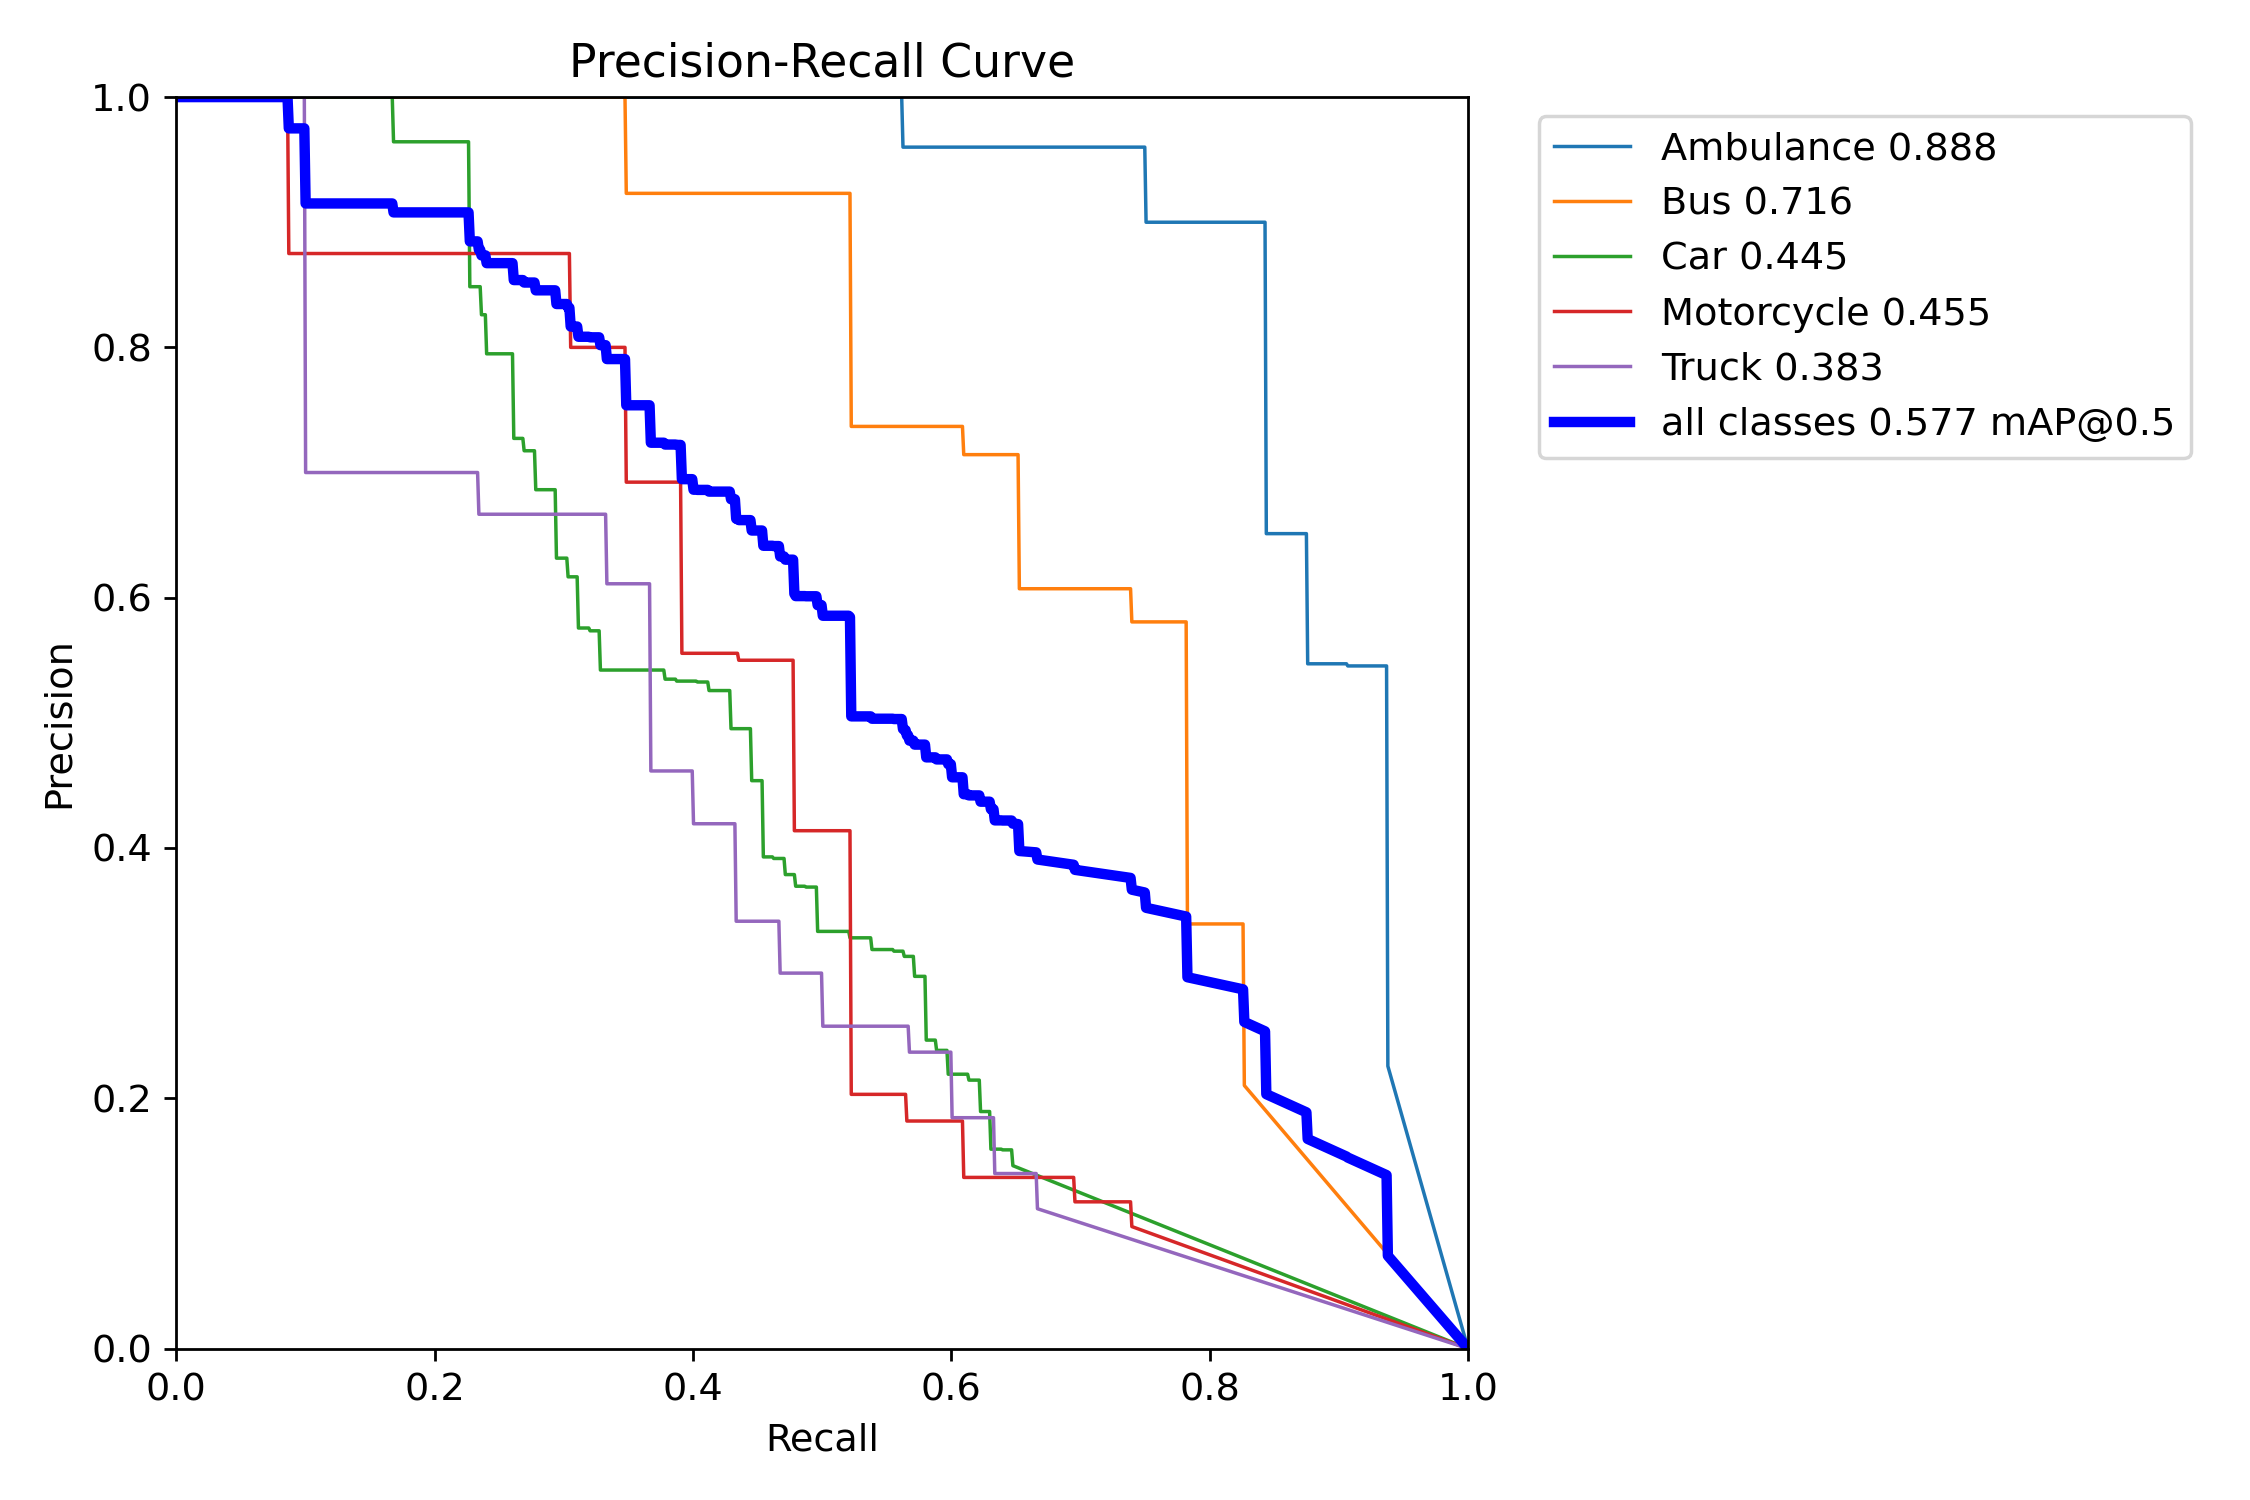 Precision-Recall Curve
1.0
0.8
0.6
0.4
0.2
0.0
Precision
0.0 0.2 0.4 0.6 0.8 1.0
Recall
Ambulance 0.888
Bus 0.716
Car 0.445
Motorcycle 0.455
Truck 0.383
all classes 0.577 mAP@0.5